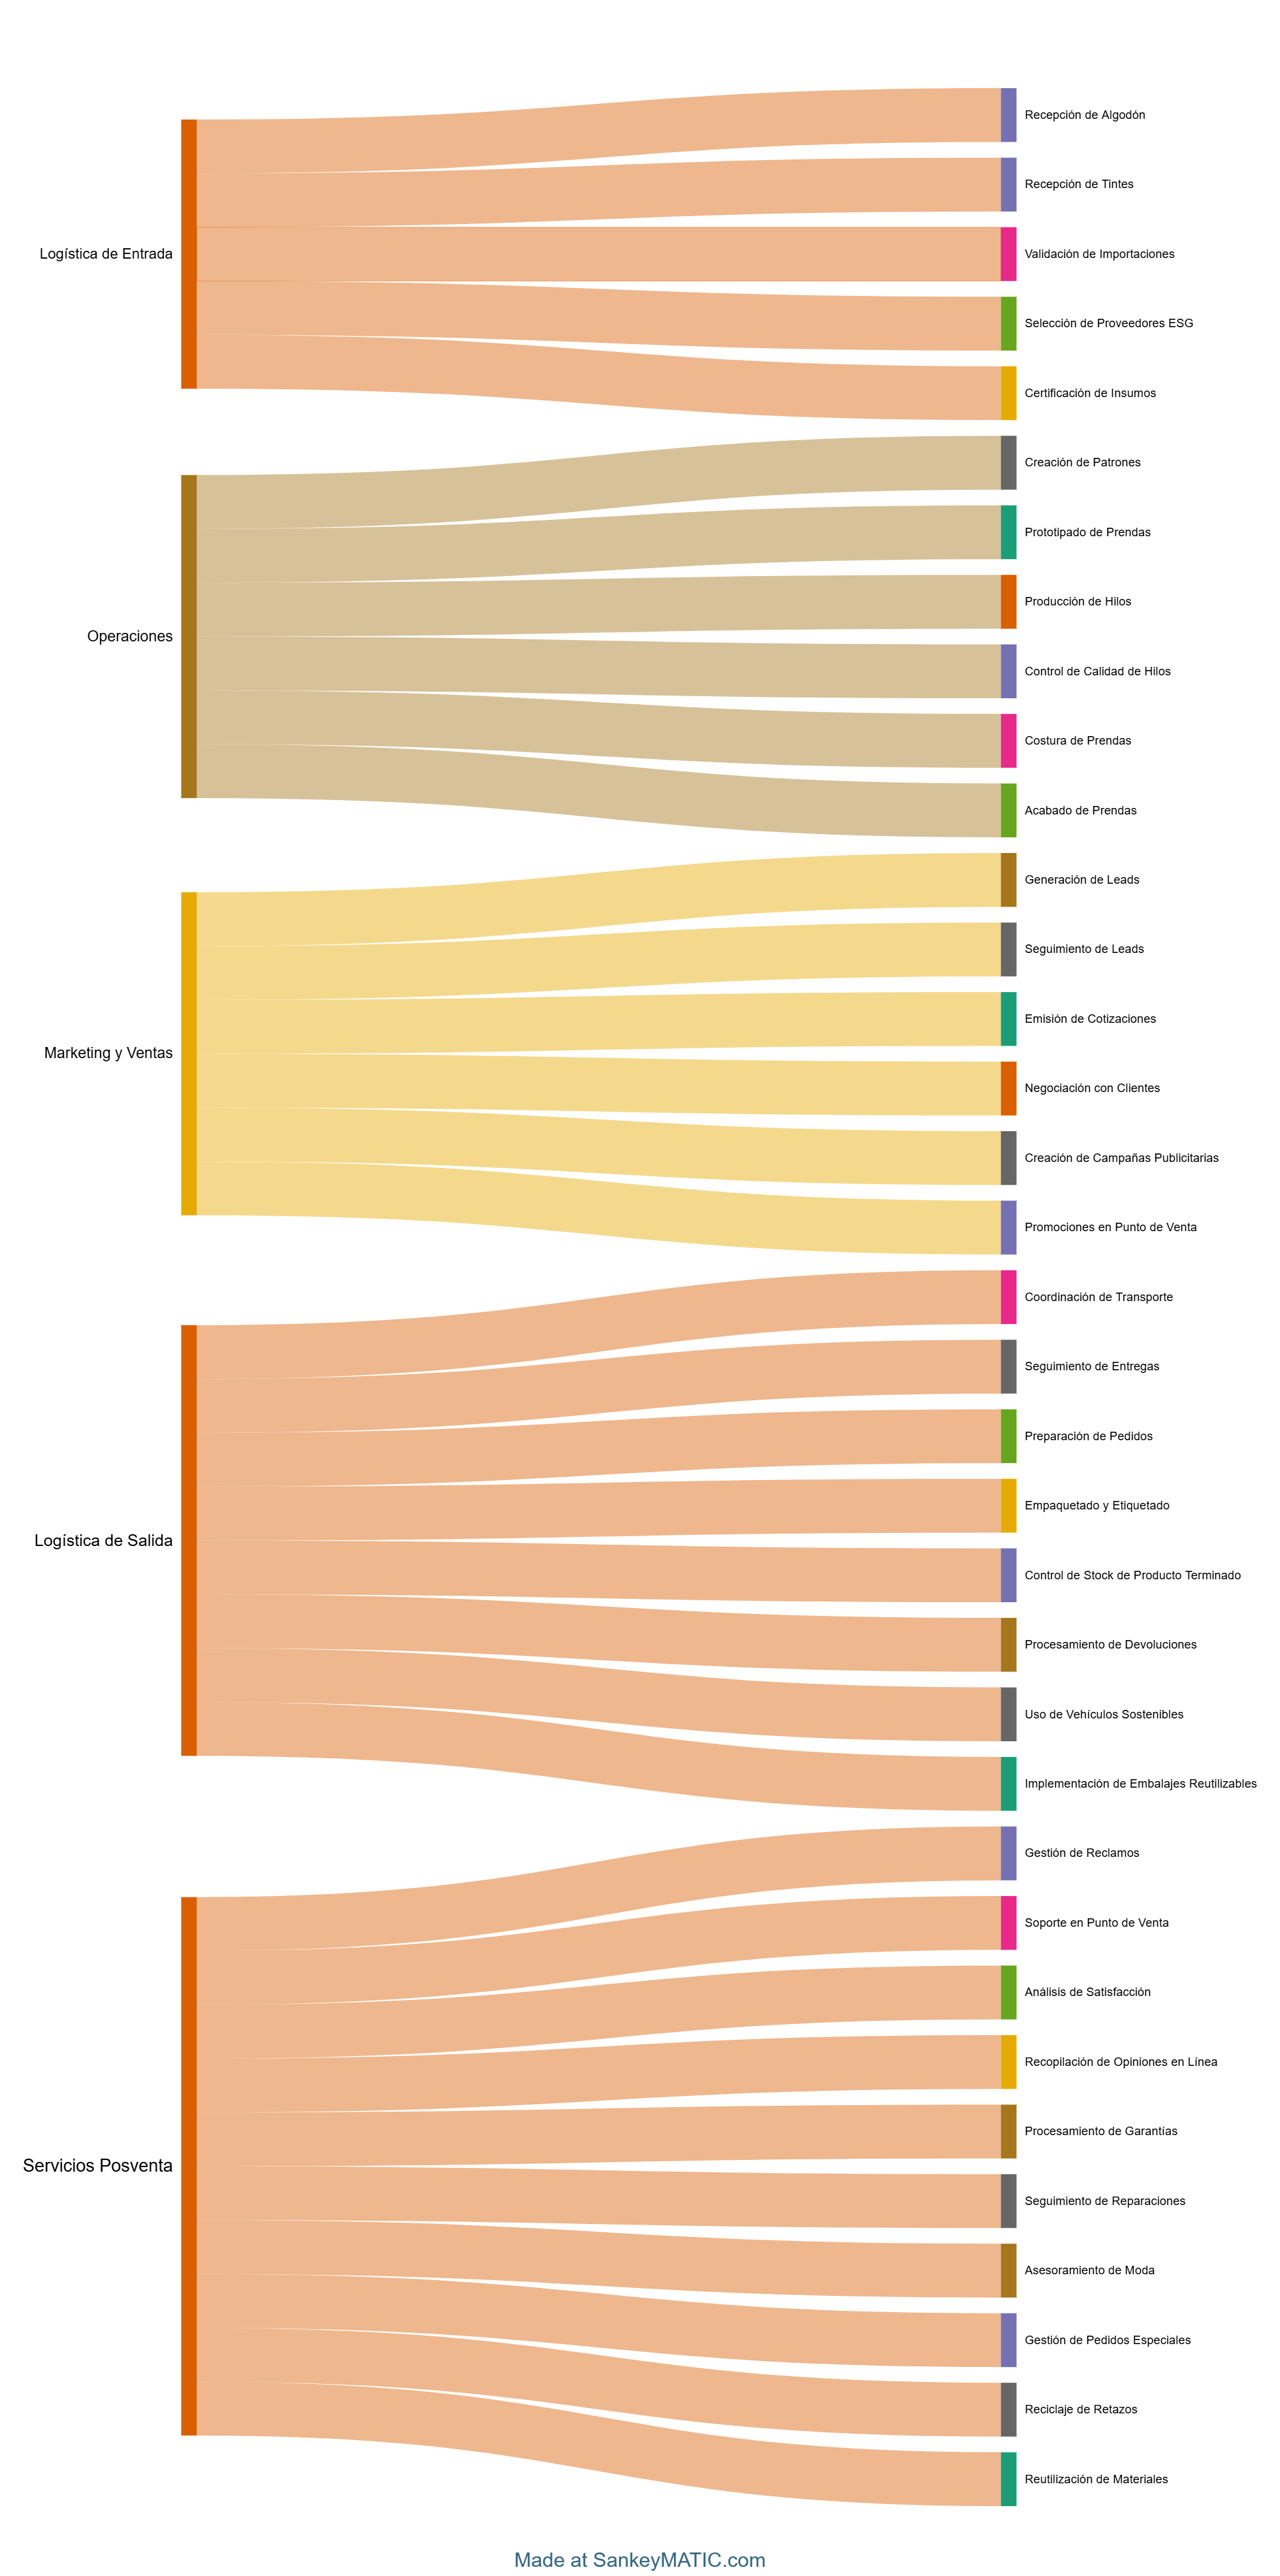 Recepción de Algodón
Recepción de Tintes
Logística de Entrada
Validación de Importaciones
Selección de Proveedores ESG
Certificación de Insumos
Creación de Patrones
Prototipado de Prendas
Producción de Hilos
Operaciones
Control de Calidad de Hilos
Costura de Prendas
Acabado de Prendas
Generación de Leads
Seguimiento de Leads
Emisión de Cotizaciones
Marketing y Ventas
Negociación con Clientes
Creación de Campañas Publicitarias
Promociones en Punto de Venta
Coordinación de Transporte
Seguimiento de Entregas
Preparación de Pedidos
Empaquetado y Etiquetado
Logística de Salida
Control de Stock de Producto Terminado
Procesamiento de Devoluciones
Uso de Vehículos Sostenibles
Implementación de Embalajes Reutilizables
Gestión de Reclamos
Soporte en Punto de Venta
Análisis de Satisfacción
Recopilación de Opiniones en Línea
Procesamiento de Garantías
Servicios Posventa
Seguimiento de Reparaciones
Asesoramiento de Moda
Gestión de Pedidos Especiales
Reciclaje de Retazos
Reutilización de Materiales
Made at SankeyMATIC.com